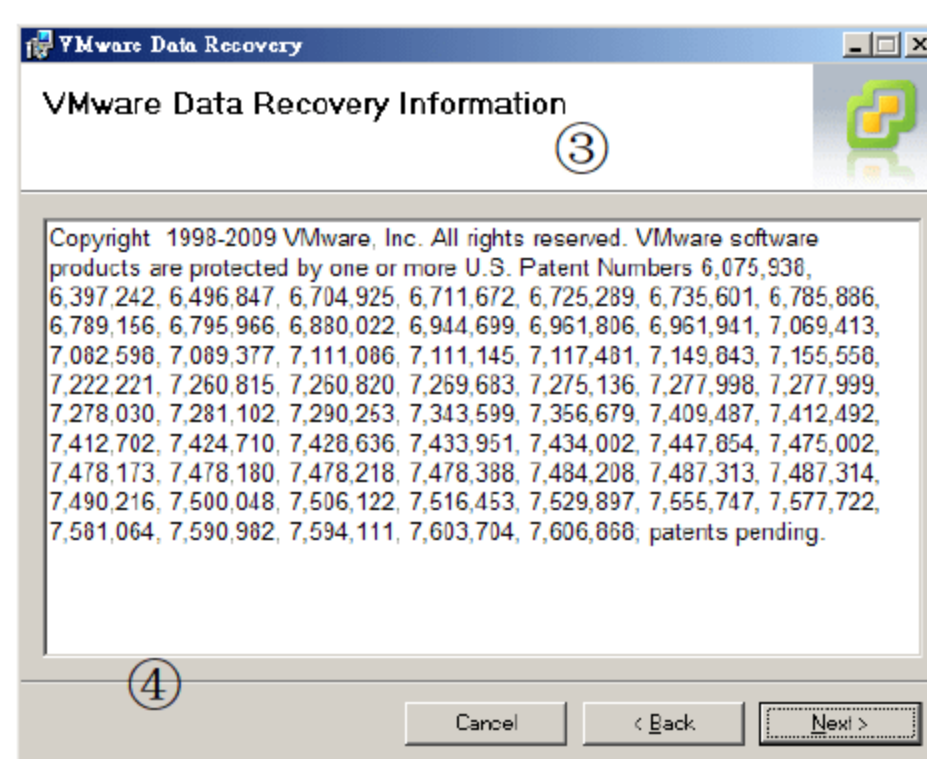 VMware Data Recovery
VMware Data Recovery Information
③
Copyright 1998-2009 VMware, Inc. All rights reserved. VMware software
products are protected by one or more U.S. Patent Numbers 6,075,938,
6,397,242, 6,496,847, 6,704,925, 6,711,672, 6,725,289, 6,735,601, 6,785,886,
6,789,156, 6,795,966, 6,880,022, 6,944,699, 6,961,806, 6,961,941, 7,069,413,
7,082,598, 7,089,377, 7,111,086, 7,111,145, 7,117,481, 7,149,843, 7,155,558,
7,222,221, 7,260,815, 7,260,820, 7,269,683, 7,275,136, 7,277,998, 7,277,999,
7,278,030, 7,281,102, 7,290,253, 7,343,599, 7,356,679, 7,409,487, 7,412,492,
7,412,702, 7,424,710, 7,428,636, 7,433,951, 7,434,002, 7,447,854, 7,475,002,
7,478,173, 7,478,180, 7,478,218, 7,478,388, 7,484,208, 7,487,313, 7,487,314,
7,490,216, 7,500,048, 7,506,122, 7,516,453, 7,529,897, 7,555,747, 7,577,722,
7,581,064, 7,590,982, 7,594,111, 7,603,704, 7,606,868; patents pending.
④
Cancel
< Back
Next >